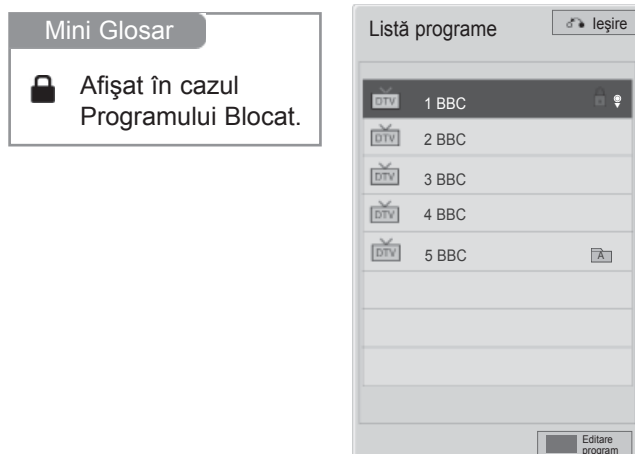 Mini Glosar
Afişat în cazul
Programului Blocat.
Listă programe
Ieşire
DTV 1 BBC
DTV 2 BBC
DTV 3 BBC
DTV 4 BBC
DTV 5 BBC A
Editare
program